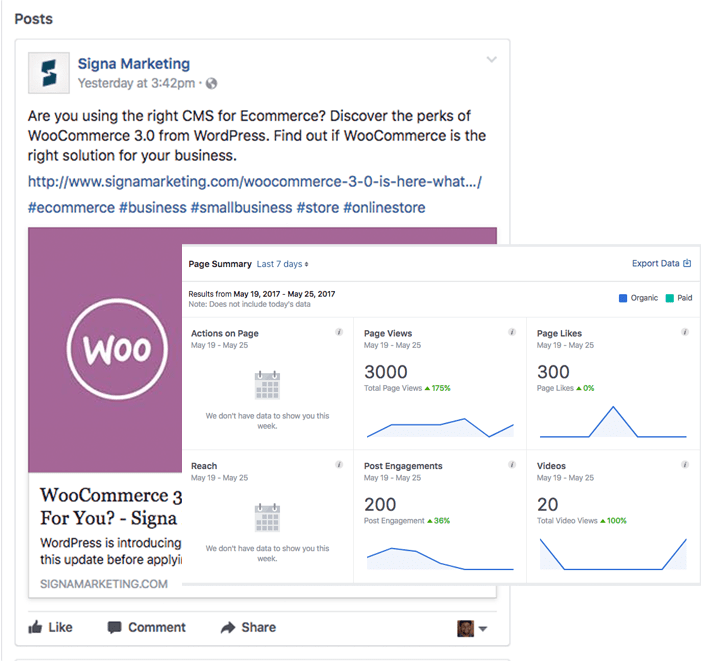 Posts
Signa Marketing
Yesterday at 3:42pm ·
Are you using the right CMS for Ecommerce? Discover the perks of
WooCommerce 3.0 from WordPress. Find out if WooCommerce is the
right solution for your business.
http://www.signamarketing.com/woocommerce-3-0-is-here-what.../
#ecommerce #business #smallbusiness #store #onlinestore
WOO
WooCommerce 3
For You? - Signa
WordPress is introducing
this update before applyi
SIGNAMARKETING.COM
Like Comment Share
Page Summary Last 7 days
Export Data
Results from May 19, 2017 - May 25, 2017
Note: Does not include today's data
Organic Paid
Actions on Page
May 19 - May 25
We don't have data to show you this
week.
Page Views
May 19 - May 25
3000
Total Page Views 175%
Page Likes
May 19 - May 25
300
Page Likes 0%
Reach
May 19 - May 25
We don't have data to show you this
week.
Post Engagements
May 19 - May 25
200
Post Engagement 36%
Videos
May 19 - May 25
20
Total Video Views 100%